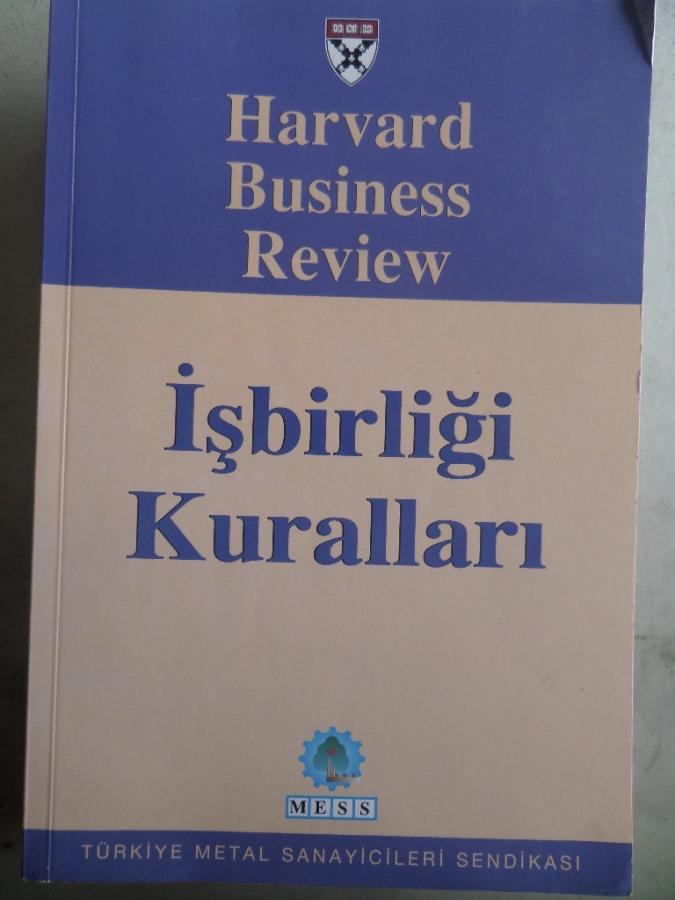 Harvard
Business
Review
İşbirliği
Kuralları
MESS
TÜRKİYE METAL SANAYİCİLERİ SENDİKASI